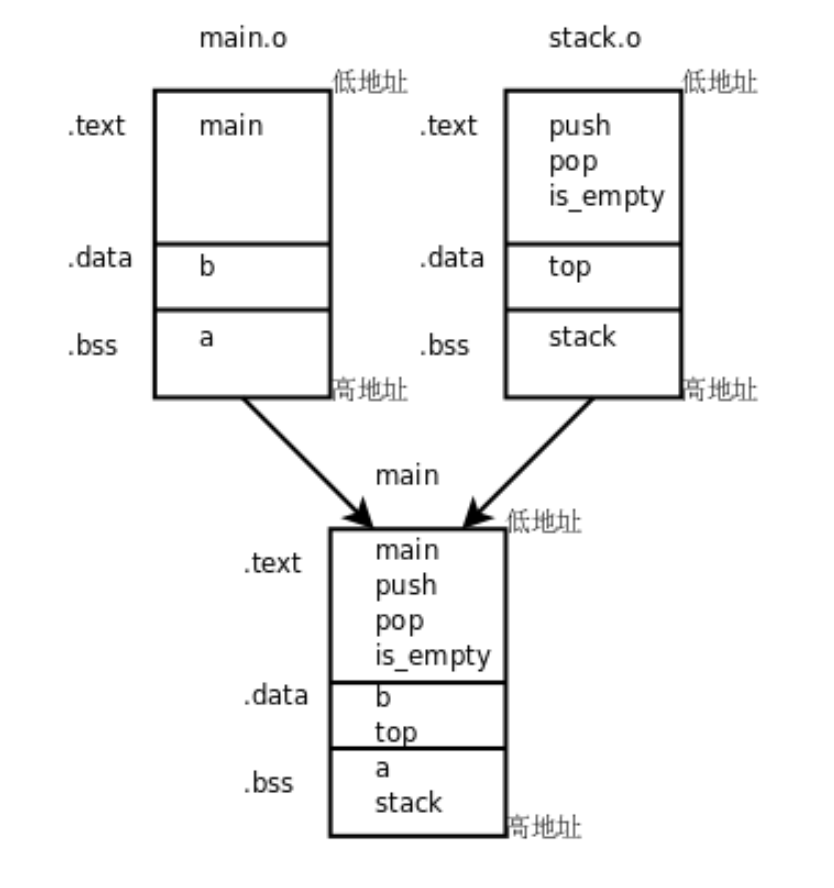 main.o
stack.o
低地址
低地址
.text
main
.text
push
pop
is_empty
.data
b
.data
top
.bss
a
.bss
stack
高地址
高地址
main
低地址
.text
main
push
pop
is_empty
.data
b
top
.bss
a
stack
高地址